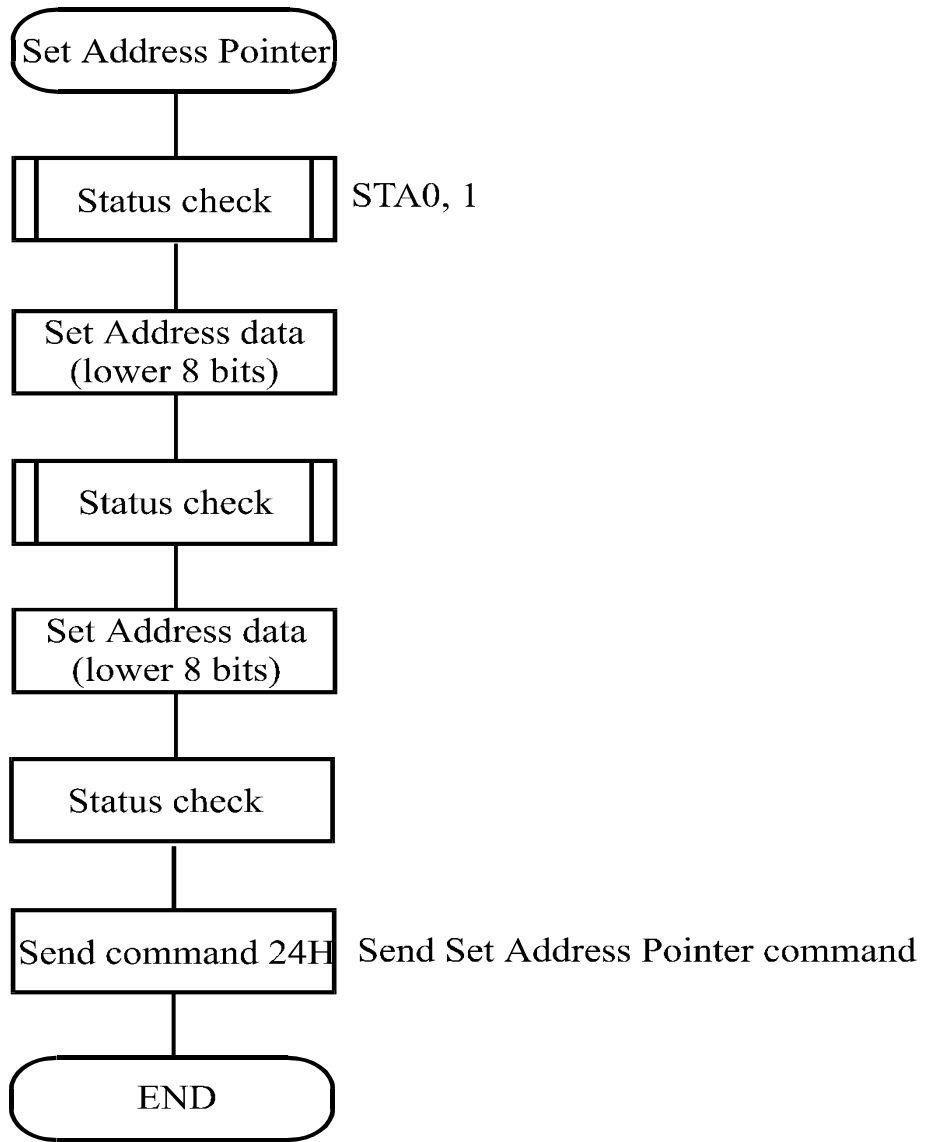 Set Address Pointer
Status check
STA0, 1
Set Address data
(lower 8 bits)
Status check
Set Address data
(lower 8 bits)
Status check
Send command 24H
Send Set Address Pointer command
END